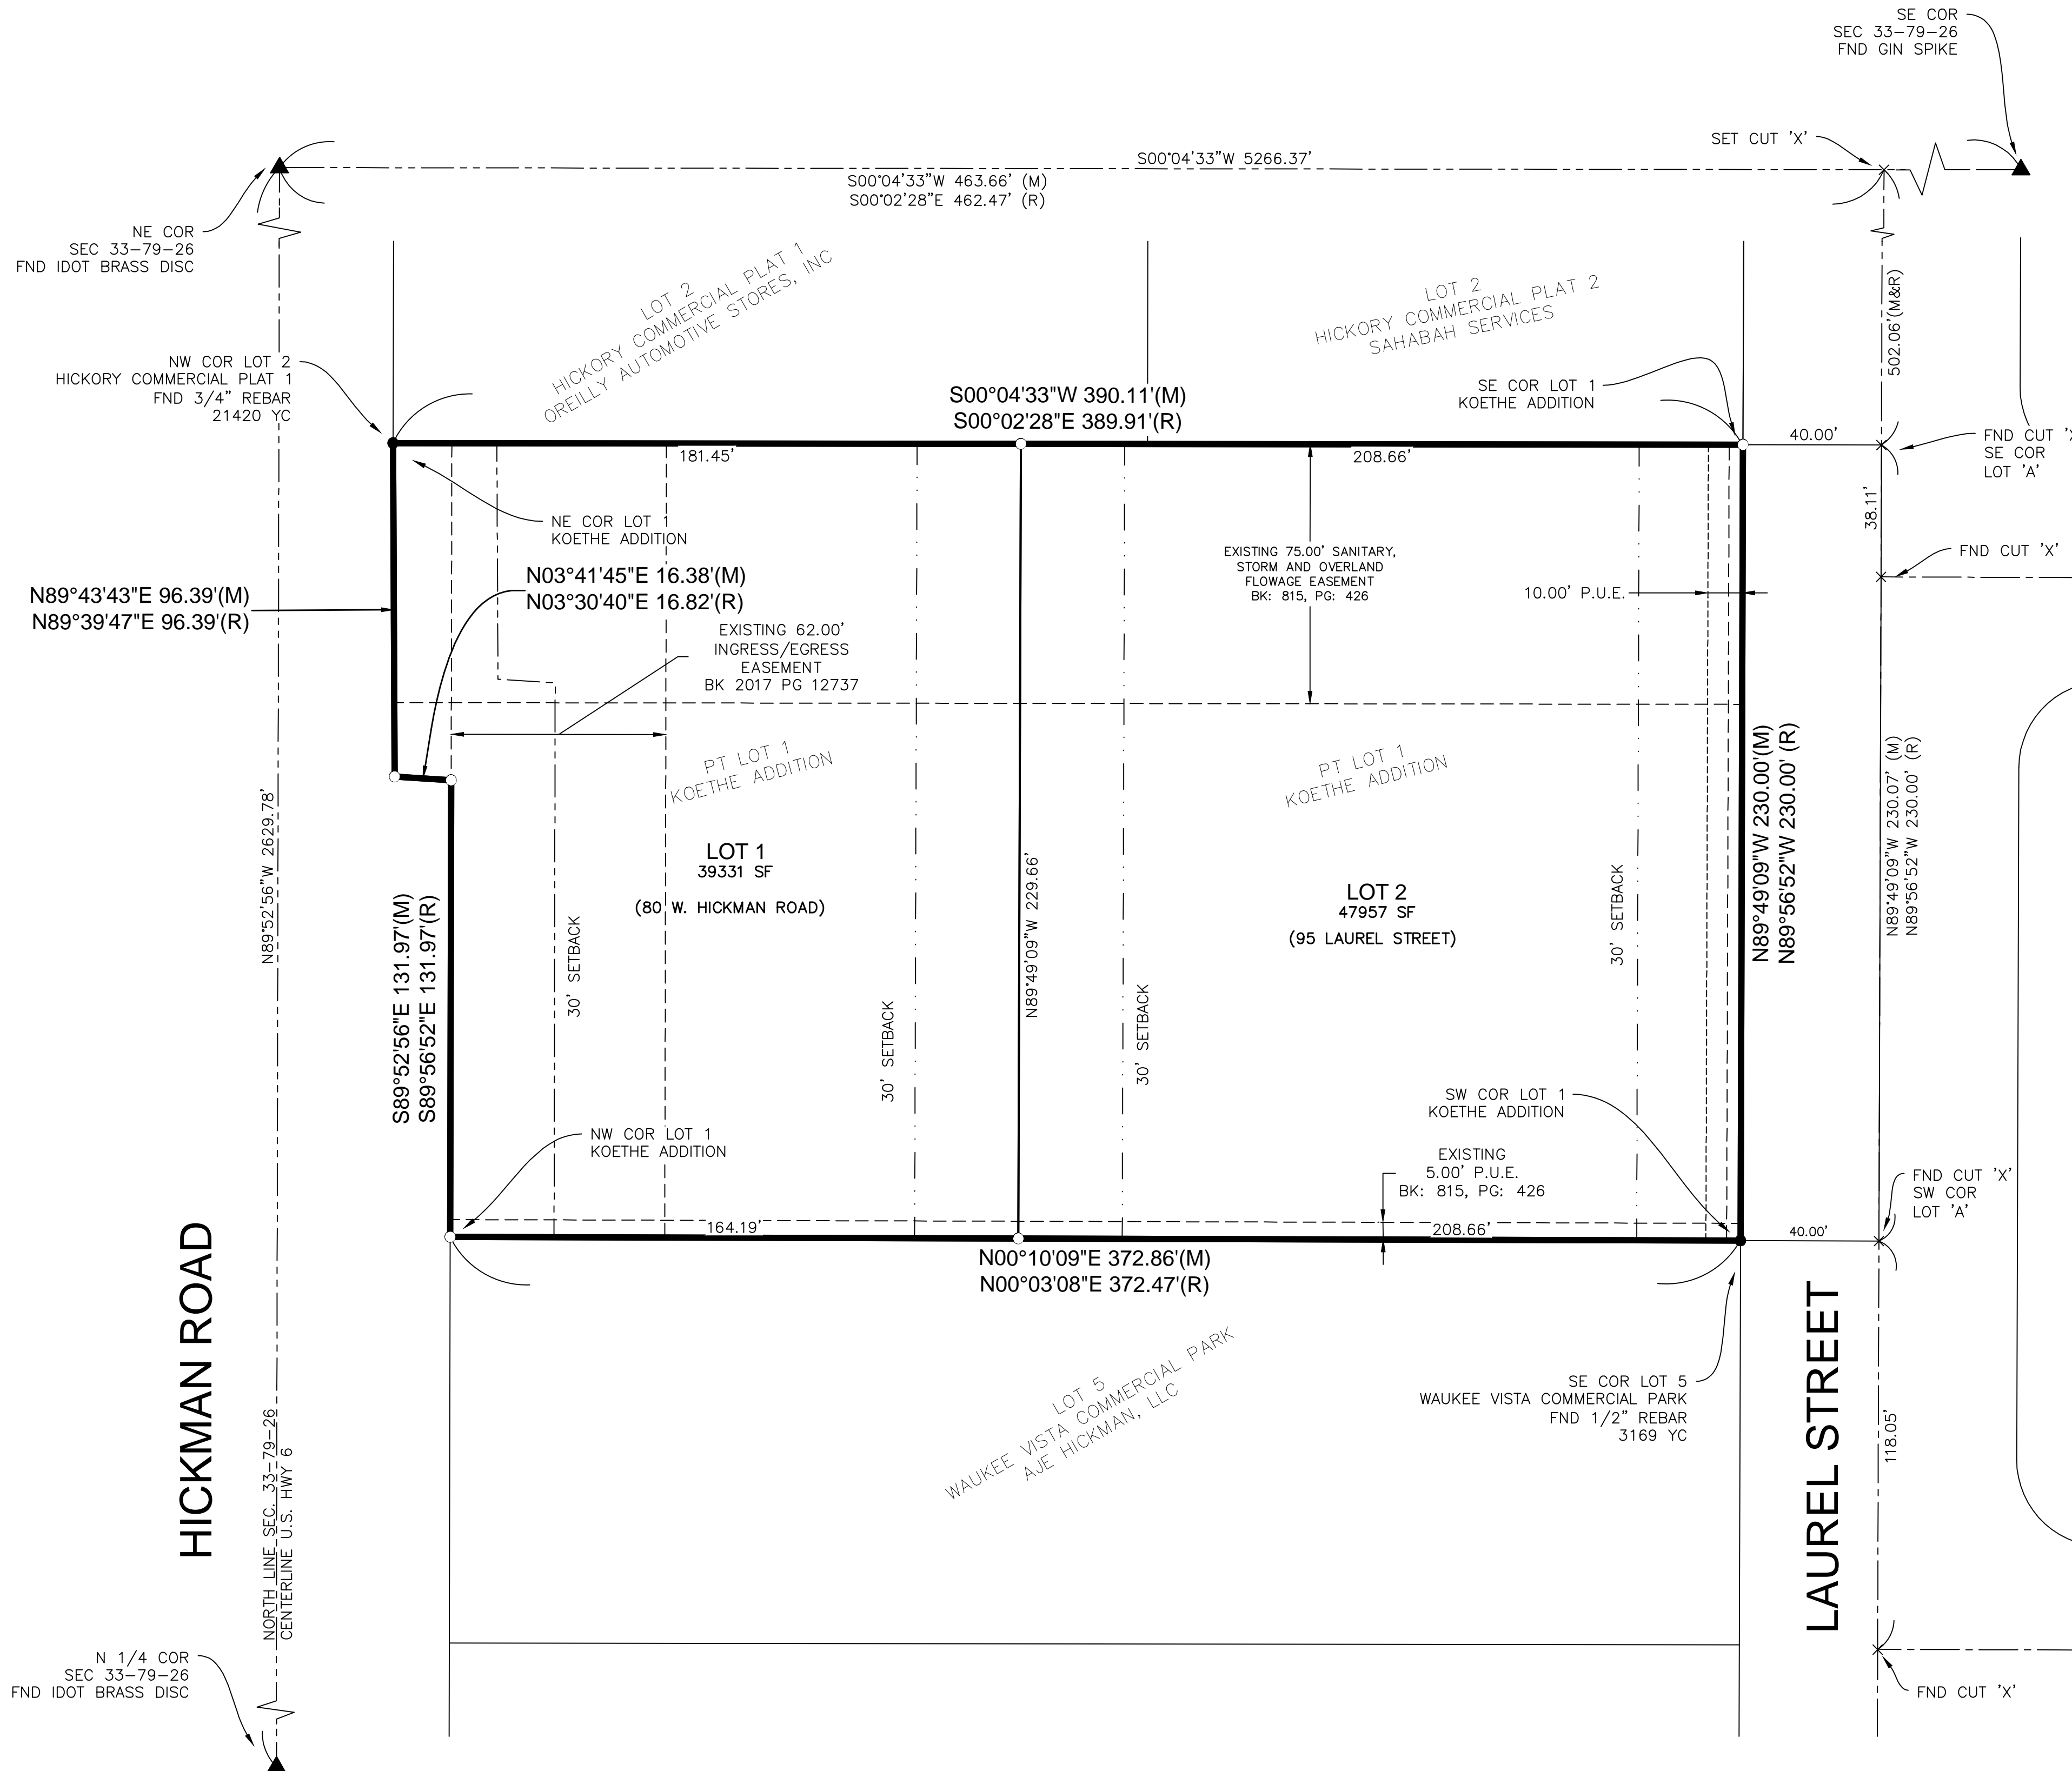 SE COR
SEC 33-79-26
FND GIN SPIKE
SET CUT 'X'
S00°04'33"W 5266.37'
S00°04'33"W 463.66' (M)
S00°02'28"E 462.47' (R)
NE COR
SEC 33-79-26
FND IDOT BRASS DISC
LOT 2
HICKORY COMMERCIAL PLAT 1
OREILLY AUTOMOTIVE STORES, INC
LOT 2
HICKORY COMMERCIAL PLAT 2
SAHABAH SERVICES
502.06'(M&R)
NW COR LOT 2
HICKORY COMMERCIAL PLAT 1
FND 3/4" REBAR
21420 YC
SE COR LOT 1
KOETHE ADDITION
S00°04'33"W 390.11'(M)
S00°02'28"E 389.91'(R)
181.45'
208.66'
40.00'
FND CUT 'X
SE COR
LOT 'A'
38.11'
FND CUT 'X'
NE COR LOT 1
KOETHE ADDITION
N03°41'45"E 16.38'(M)
N03°30'40"E 16.82'(R)
N89°43'43"E 96.39'(M)
N89°39'47"E 96.39'(R)
EXISTING 62.00'
INGRESS/EGRESS
EASEMENT
BK 2017 PG 12737
EXISTING 75.00' SANITARY,
STORM AND OVERLAND
FLOWAGE EASEMENT
BK: 815, PG: 426
10.00' P.U.E.
PT LOT 1
KOETHE ADDITION
PT LOT 1
KOETHE ADDITION
N89°49'09"W 230.00'(M)
N89°56'52"W 230.00' (R)
N89°49'09"W 230.07' (M)
N89°56'52"W 230.00' (R)
N89°52'56"W 2629.78'
LOT 1
39331 SF
(80 W. HICKMAN ROAD)
LOT 2
47957 SF
(95 LAUREL STREET)
S89°52'56"E 131.97'(M)
S89°56'52"E 131.97'(R)
30' SETBACK
30' SETBACK
N89°49'09"W 229.66'
30' SETBACK
30' SETBACK
NW COR LOT 1
KOETHE ADDITION
SW COR LOT 1
KOETHE ADDITION
EXISTING
5.00' P.U.E.
BK: 815, PG: 426
FND CUT 'X'
SW COR
LOT 'A'
164.19'
208.66'
40.00'
N00°10'09"E 372.86'(M)
N00°03'08"E 372.47'(R)
HICKMAN ROAD
NORTH LINE SEC. 33-79-26
CENTERLINE U.S. HWY 6
LOT 5
WAUKEE VISTA COMMERCIAL PARK
AJE HICKMAN, LLC
SE COR LOT 5
WAUKEE VISTA COMMERCIAL PARK
FND 1/2" REBAR
3169 YC
LAUREL STREET
118.05'
N 1/4 COR
SEC 33-79-26
FND IDOT BRASS DISC
FND CUT 'X'